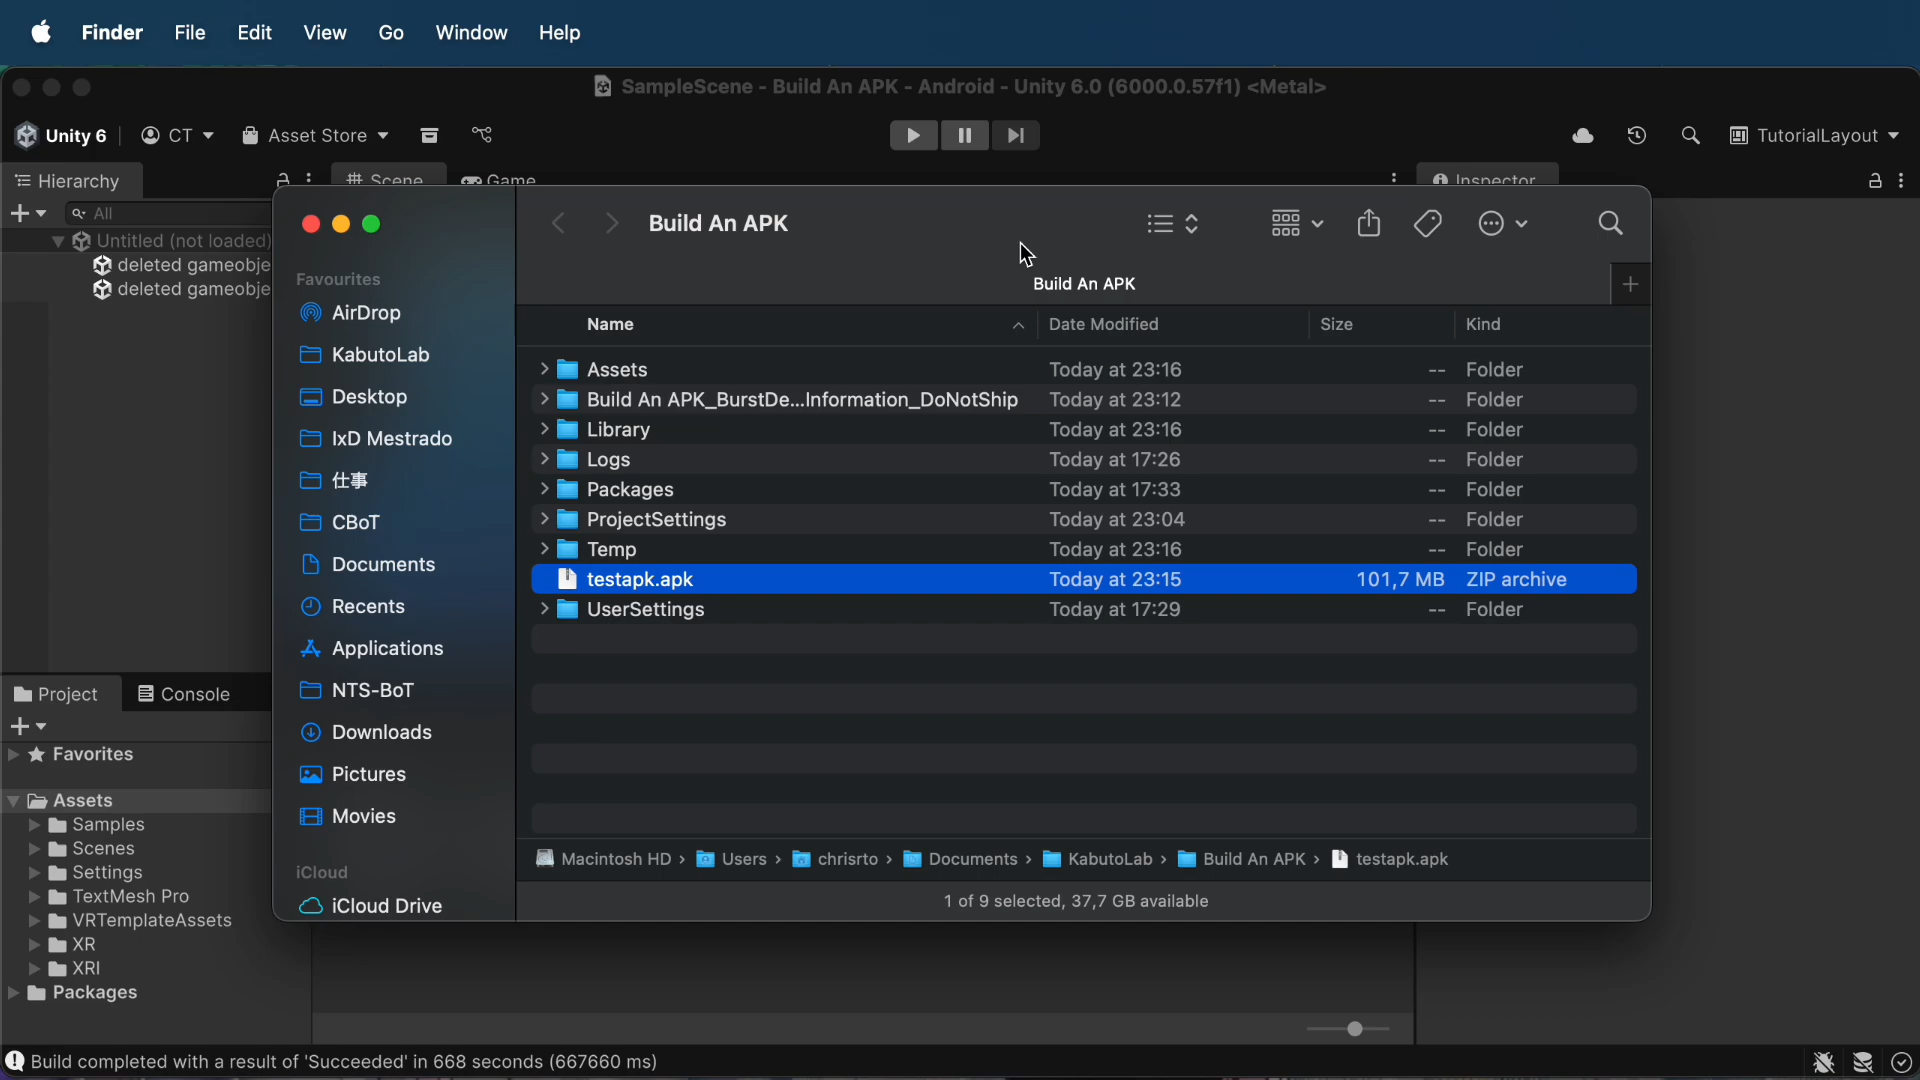 Finder File Edit View Go Window Help
SampleScene - Build An APK - Android - Unity 6.0 (6000.0.57f1) <Metal>
Unity 6 CT Asset Store TutorialLayout
Hierarchy Scene Game Inspector
All
Untitled (not loaded)
deleted gameobje
deleted gameobje
Build An APK
Build An APK
Favourites
AirDrop
KabutoLab
Desktop
IxD Mestrado
仕事
CBoT
Documents
Recents
Applications
NTS-BoT
Downloads
Pictures
Movies
iCloud
iCloud Drive
Name Date Modified Size Kind
Assets Today at 23:16 -- Folder
Build An APK_BurstDe...Information_DoNotShip Today at 23:12 -- Folder
Library Today at 23:16 -- Folder
Logs Today at 17:26 -- Folder
Packages Today at 17:33 -- Folder
ProjectSettings Today at 23:04 -- Folder
Temp Today at 23:16 -- Folder
testapk.apk Today at 23:15 101,7 MB ZIP archive
UserSettings Today at 17:29 -- Folder
Macintosh HD › Users › chrisrto › Documents › KabutoLab › Build An APK › testapk.apk
1 of 9 selected, 37,7 GB available
Project Console
Favorites
Assets
Samples
Scenes
Settings
TextMesh Pro
VRTemplateAssets
XR
XRI
Packages
Build completed with a result of 'Succeeded' in 668 seconds (667660 ms)